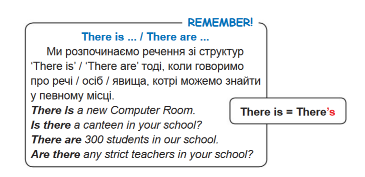 REMEMBER!
There is ... / There are ...
Ми розпочинаємо речення зі структур
'There is' / 'There are' тоді, коли говоримо
про речі / осіб / явища, котрі можемо знайти
у певному місці.
There Is a new Computer Room.
Is there a canteen in your school?
There are 300 students in our school.
Are there any strict teachers in your school?
There is = There's